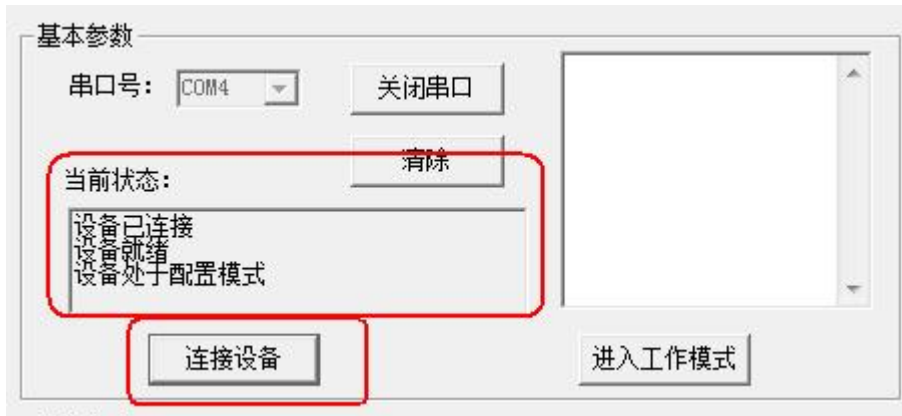 基本参数
串口号： COM4 关闭串口
清除
当前状态：
设备已连接
设备就绪
设备处于配置模式
连接设备 进入工作模式